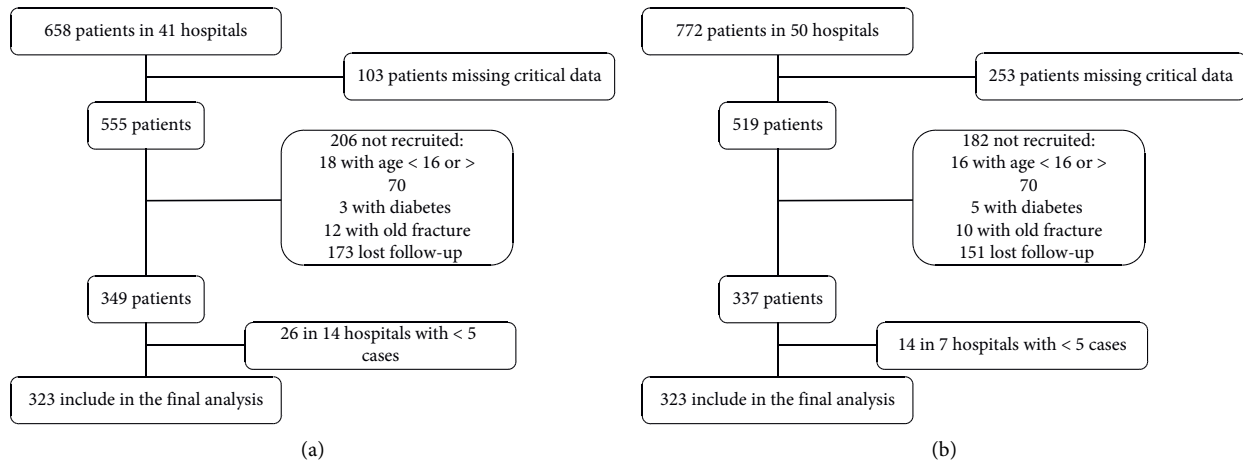 658 patients in 41 hospitals
103 patients missing critical data
555 patients
206 not recruited:
18 with age < 16 or >
70
3 with diabetes
12 with old fracture
173 lost follow-up
349 patients
26 in 14 hospitals with < 5
cases
323 include in the final analysis
(a)
772 patients in 50 hospitals
253 patients missing critical data
519 patients
182 not recruited:
16 with age < 16 or >
70
5 with diabetes
10 with old fracture
151 lost follow-up
337 patients
14 in 7 hospitals with < 5 cases
323 include in the final analysis
(b)